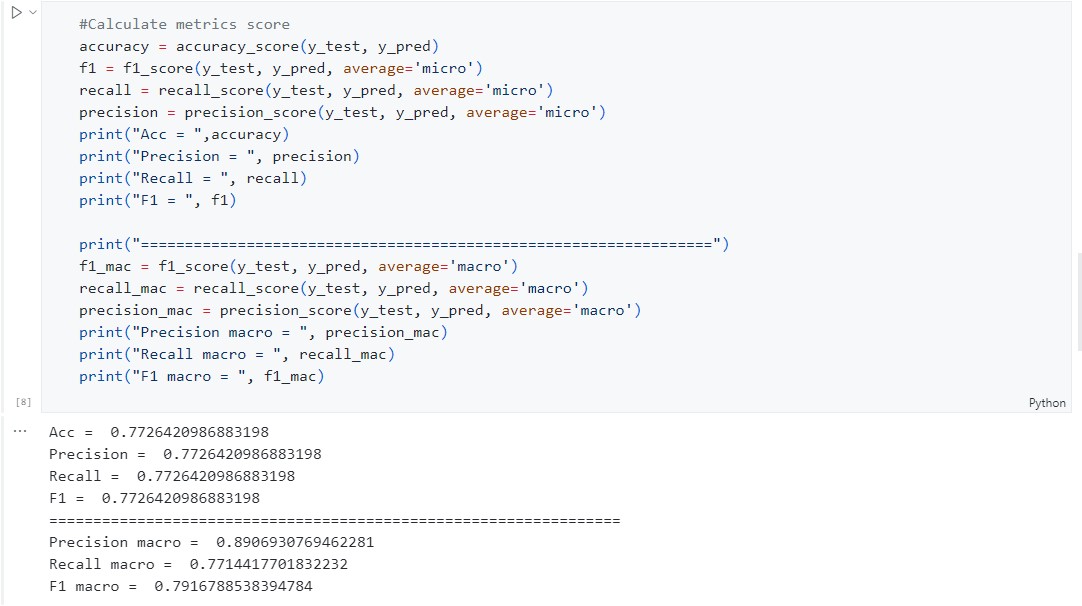 #Calculate metrics score
accuracy = accuracy_score(y_test, y_pred)
f1 = f1_score(y_test, y_pred, average='micro')
recall = recall_score(y_test, y_pred, average='micro')
precision = precision_score(y_test, y_pred, average='micro')
print("Acc = ",accuracy)
print("Precision = ", precision)
print("Recall = ", recall)
print("F1 = ", f1)
print("=================================================================")
f1_mac = f1_score(y_test, y_pred, average='macro')
recall_mac = recall_score(y_test, y_pred, average='macro')
precision_mac = precision_score(y_test, y_pred, average='macro')
print("Precision macro = ", precision_mac)
print("Recall macro = ", recall_mac)
print("F1 macro = ", f1_mac)
[8]
Python
Acc =  0.7726420986883198
Precision =  0.7726420986883198
Recall =  0.7726420986883198
F1 =  0.7726420986883198
=================================================================
Precision macro =  0.8906930769462281
Recall macro =  0.7714417701832232
F1 macro =  0.7916788538394784